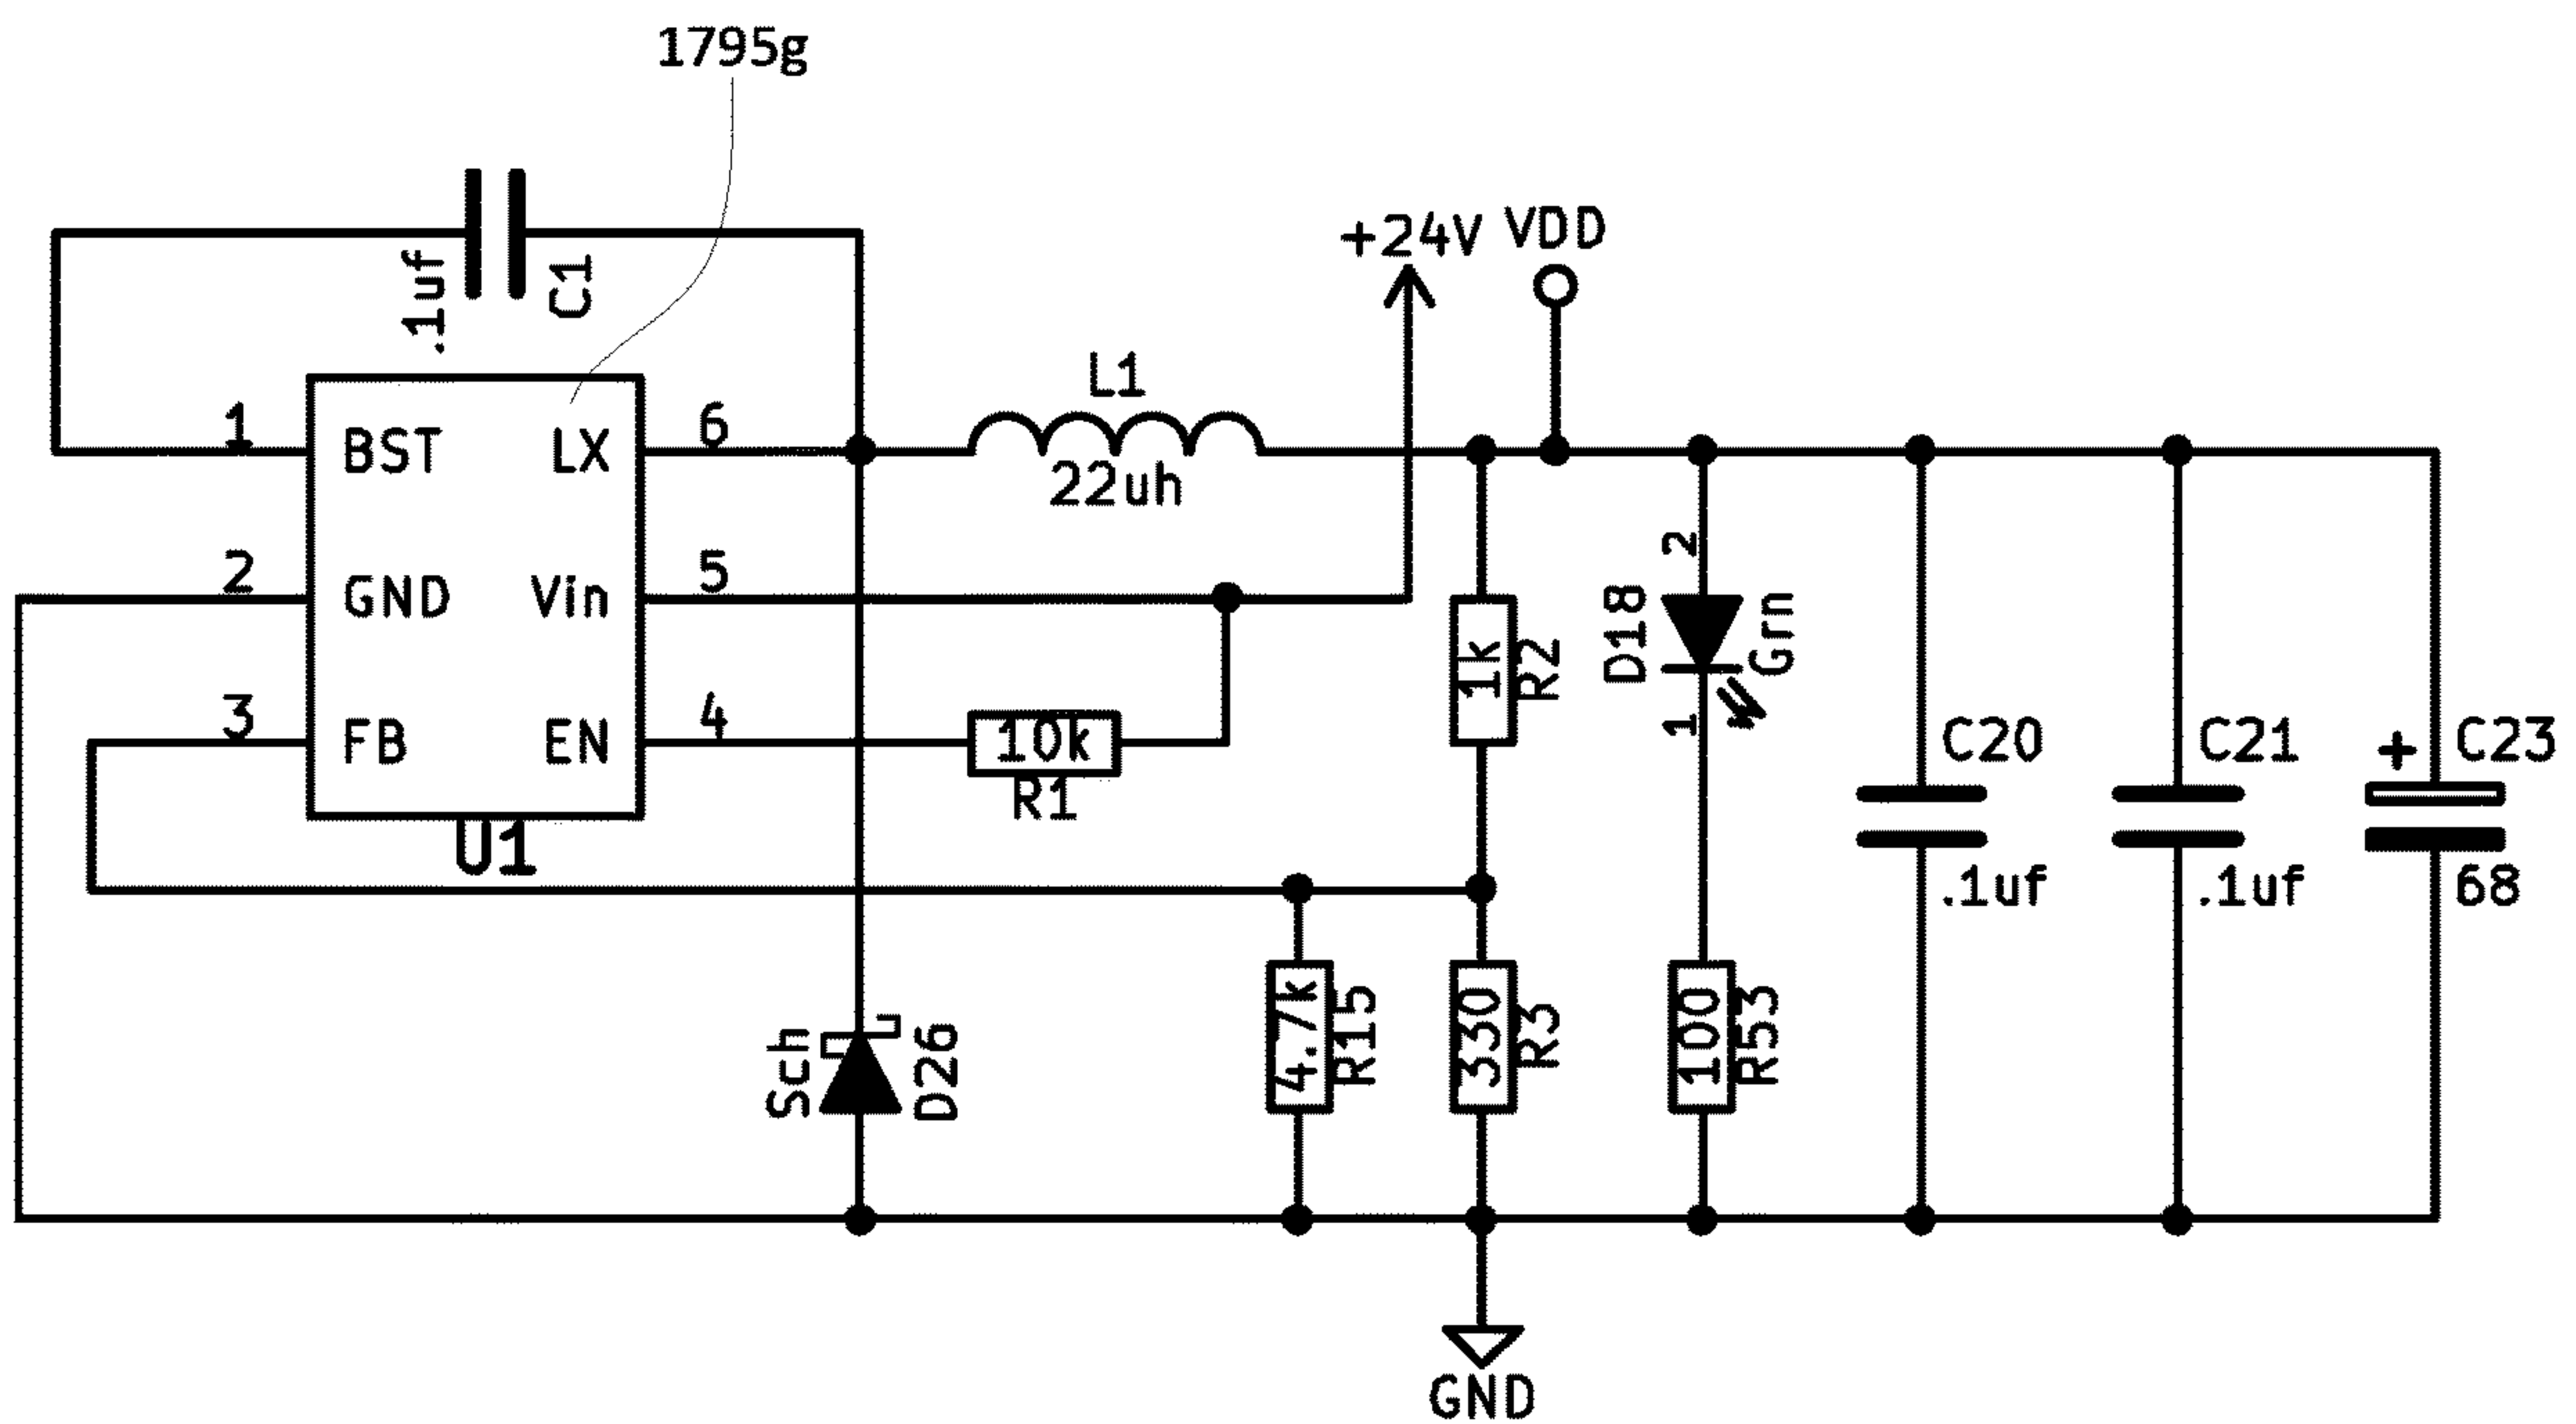 1795g
+24V VDD
.1uf
C1
L1
22uh
1 BST LX 6
2 GND Vin 5
3 FB EN 4
U1
10k
R1
1k
R2
2
D18
Grn
1
C20
.1uf
C21
.1uf
+ C23
68
Sch
D26
4.7k
R15
330
R3
100
R53
GND